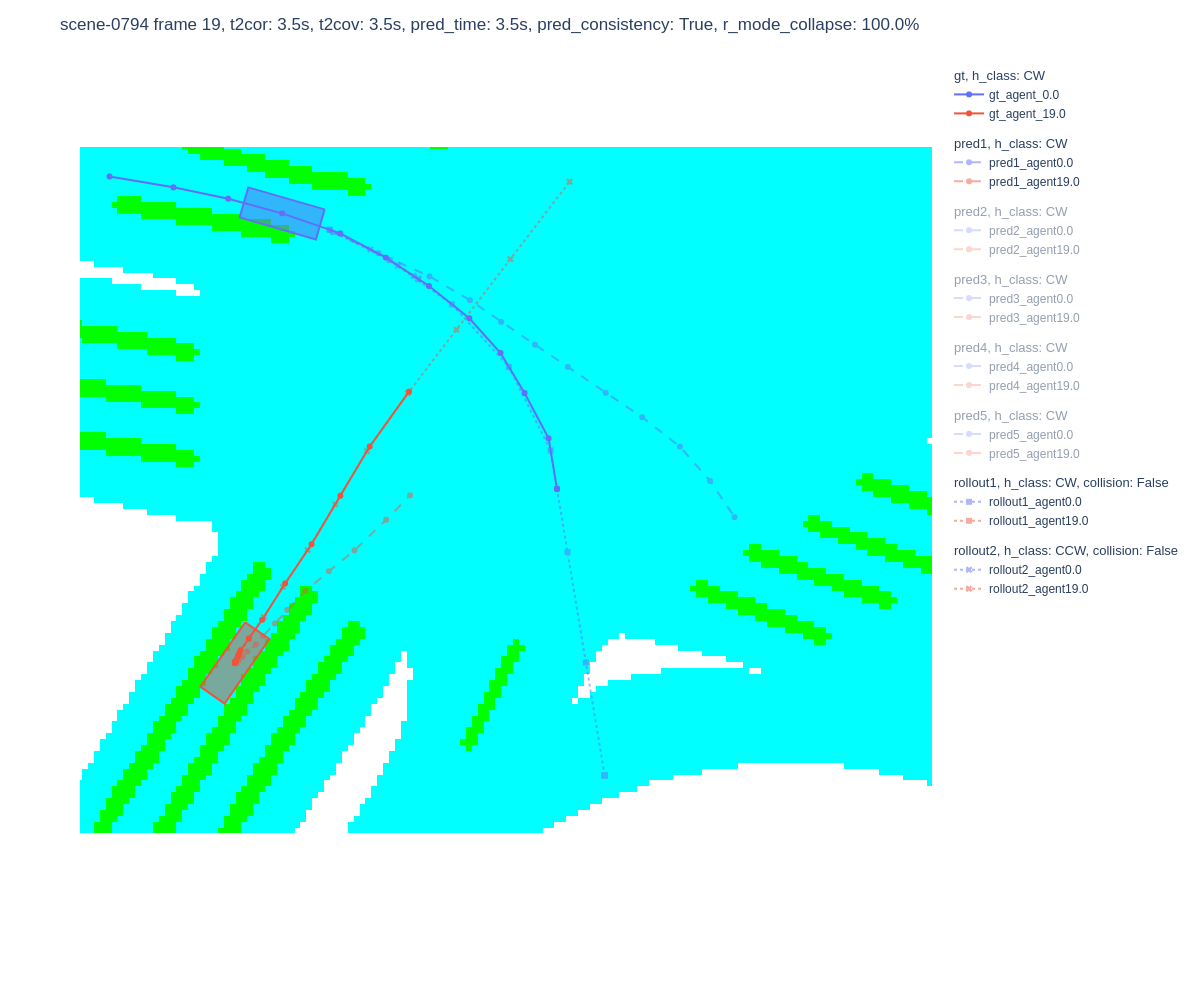 scene-0794 frame 19, t2cor: 3.5s, t2cov: 3.5s, pred_time: 3.5s, pred_consistency: True, r_mode_collapse: 100.0%
gt, h_class: CW
gt_agent_0.0
gt_agent_19.0
pred1, h_class: CW
pred1_agent0.0
pred1_agent19.0
pred2, h_class: CW
pred2_agent0.0
pred2_agent19.0
pred3, h_class: CW
pred3_agent0.0
pred3_agent19.0
pred4, h_class: CW
pred4_agent0.0
pred4_agent19.0
pred5, h_class: CW
pred5_agent0.0
pred5_agent19.0
rollout1, h_class: CW, collision: False
rollout1_agent0.0
rollout1_agent19.0
rollout2, h_class: CCW, collision: False
rollout2_agent0.0
rollout2_agent19.0